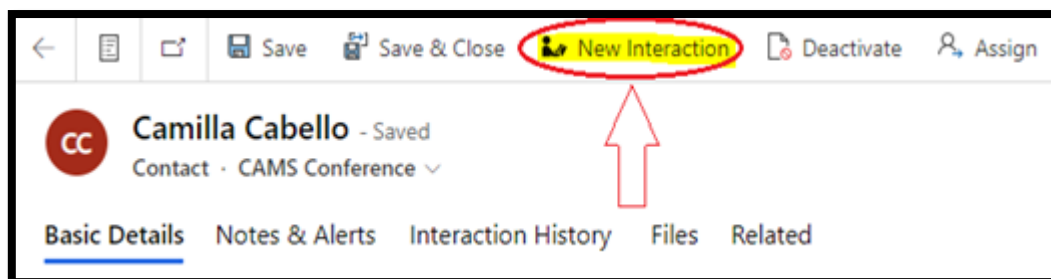 Save Save & Close New Interaction Deactivate Assign
CC
Camilla Cabello - Saved
Contact · CAMS Conference
Basic Details Notes & Alerts Interaction History Files Related